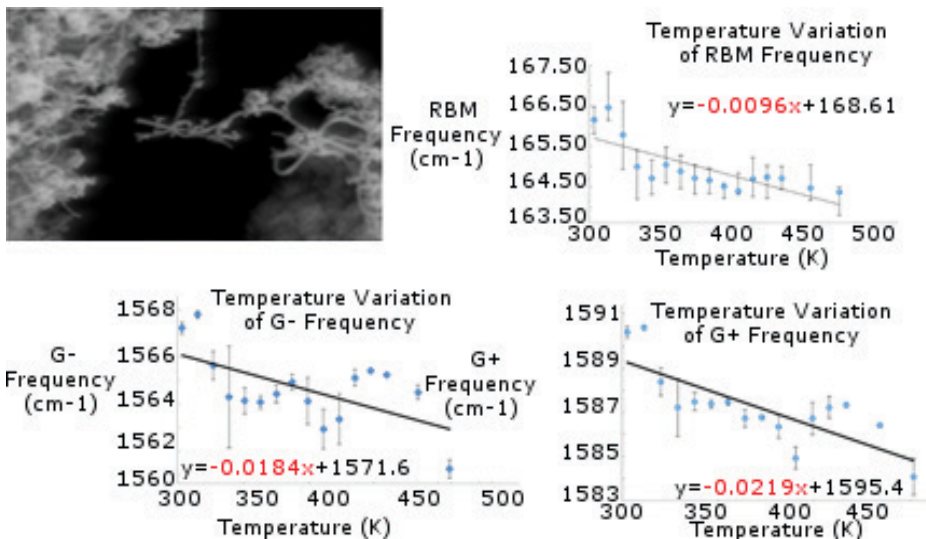 Temperature Variation
of RBM Frequency
167.50
166.50
165.50
164.50
163.50
RBM
Frequency
(cm-1)
y=-0.0096x+168.61
300 350 400 450 500
Temperature (K)
Temperature Variation
of G- Frequency
1568
1566
1564
1562
1560
G-
Frequency
(cm-1)
y=-0.0184x+1571.6
300 350 400 450 500
Temperature (K)
Temperature Variation
of G+ Frequency
1591
1589
1587
1585
1583
G+
Frequency
(cm-1)
y=-0.0219x+1595.4
300 350 400 450
Temperature (K)